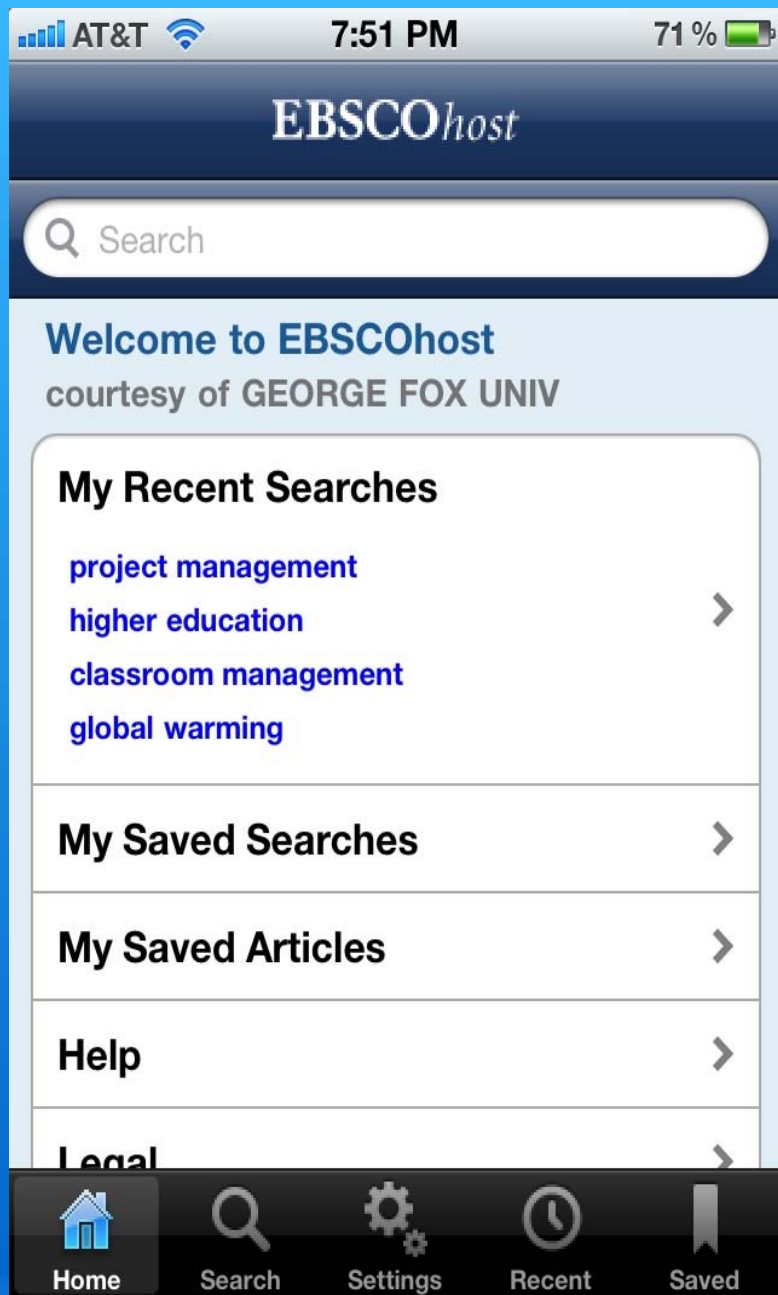 AT&T 7:51 PM 71 %
EBSCOhost
Search
Welcome to EBSCOhost
courtesy of GEORGE FOX UNIV
My Recent Searches
project management
higher education
classroom management
global warming
My Saved Searches
My Saved Articles
Help
Legal
Home Search Settings Recent Saved